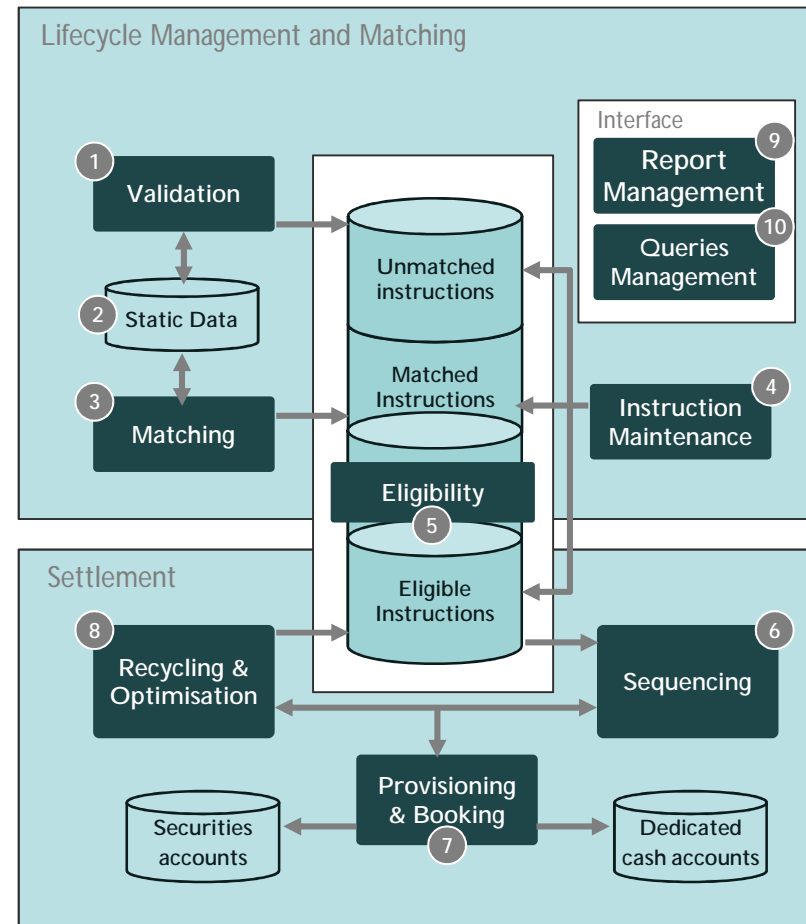 Lifecycle Management and Matching
Interface
9
Report
Management
10
Queries
Management
1
Validation
Unmatched
instructions
2
Static Data
Matched
Instructions
3
Matching
4
Instruction
Maintenance
Eligibility
5
Settlement
Eligible
Instructions
8
Recycling &
Optimisation
6
Sequencing
Provisioning
& Booking
7
Securities
accounts
Dedicated
cash accounts